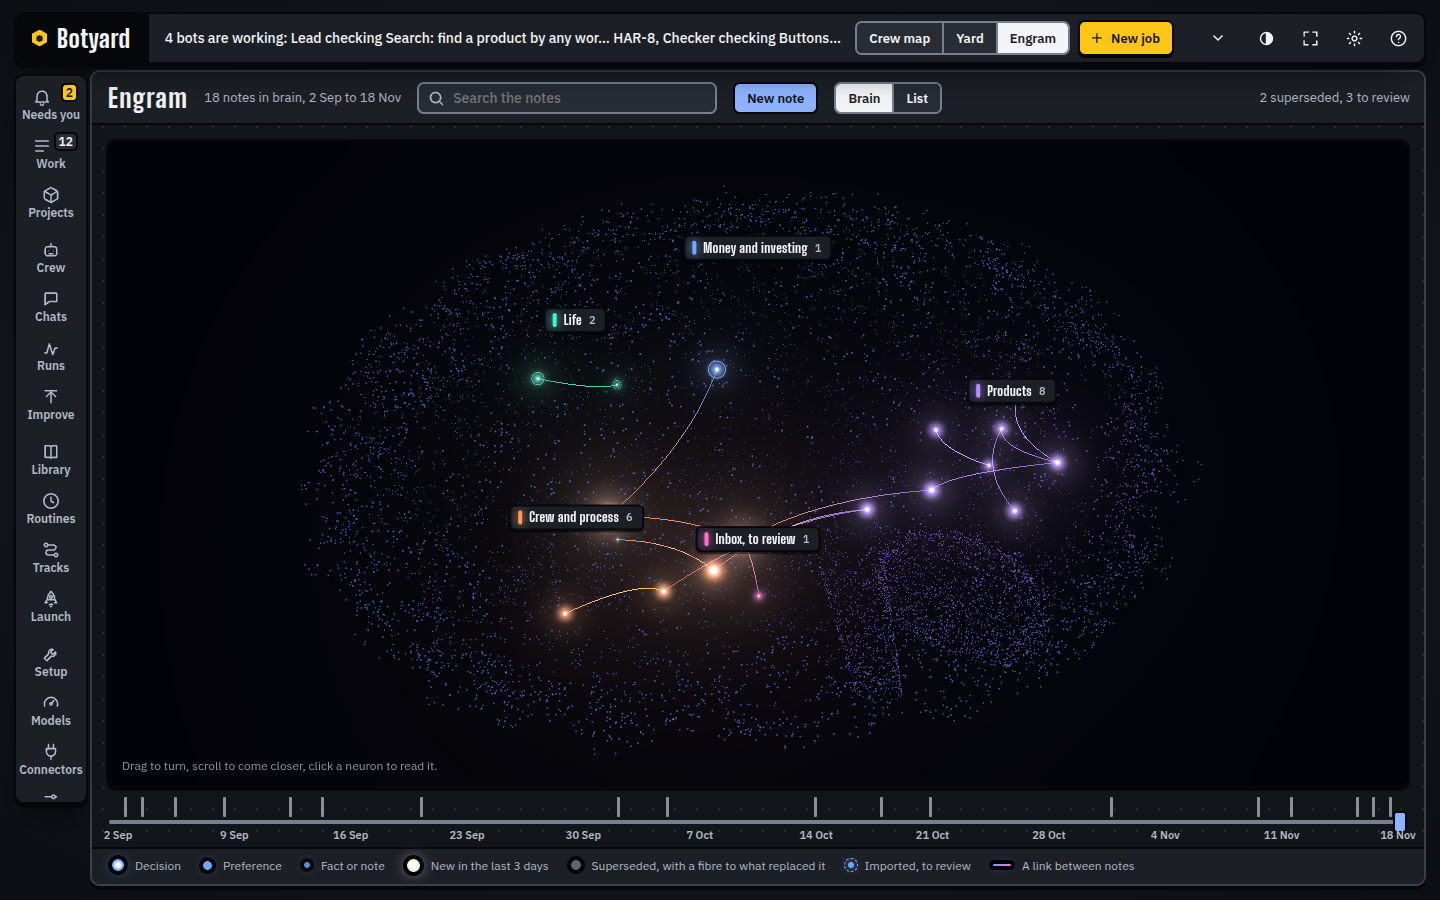 Botyard
4 bots are working: Lead checking Search: find a product by any wor... HAR-8, Checker checking Buttons...
Crew map
Yard
Engram
+ New job
Engram
18 notes in brain, 2 Sep to 18 Nov
Search the notes
New note
Brain
List
2 superseded, 3 to review
2
Needs you
12
Work
Projects
Crew
Chats
Runs
Improve
Library
Routines
Tracks
Launch
Setup
Models
Connectors
Money and investing 1
Life 2
Products 8
Crew and process 6
Inbox, to review 1
Drag to turn, scroll to come closer, click a neuron to read it.
2 Sep
9 Sep
16 Sep
23 Sep
30 Sep
7 Oct
14 Oct
21 Oct
28 Oct
4 Nov
11 Nov
18 Nov
Decision
Preference
Fact or note
New in the last 3 days
Superseded, with a fibre to what replaced it
Imported, to review
A link between notes